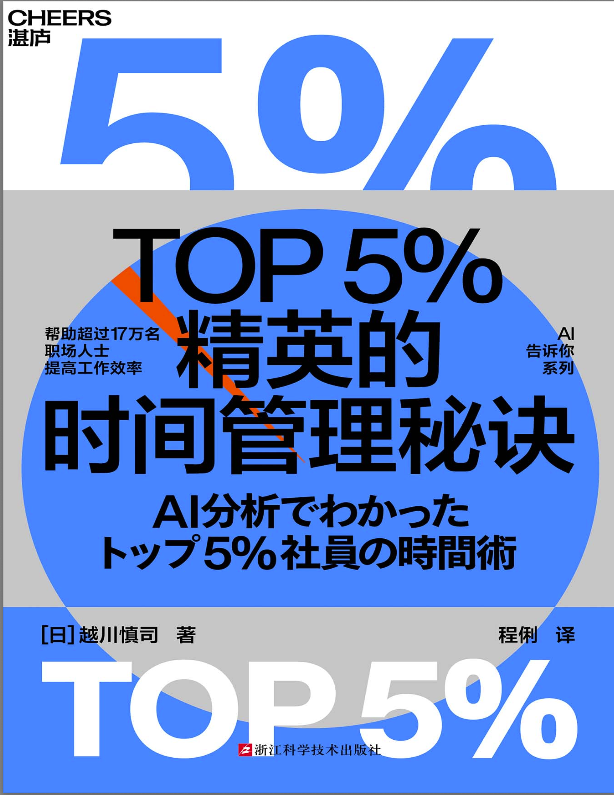 CHEERS
湛庐
5%
TOP 5%
精英的
时间管理秘诀
帮助超过17万名
职场人士
提高工作效率
AI
告诉你
系列
AI分析でわかった
トップ5%社員の時間術
[日]越川慎司 著
程俐 译
TOP 5%
浙江科学技术出版社